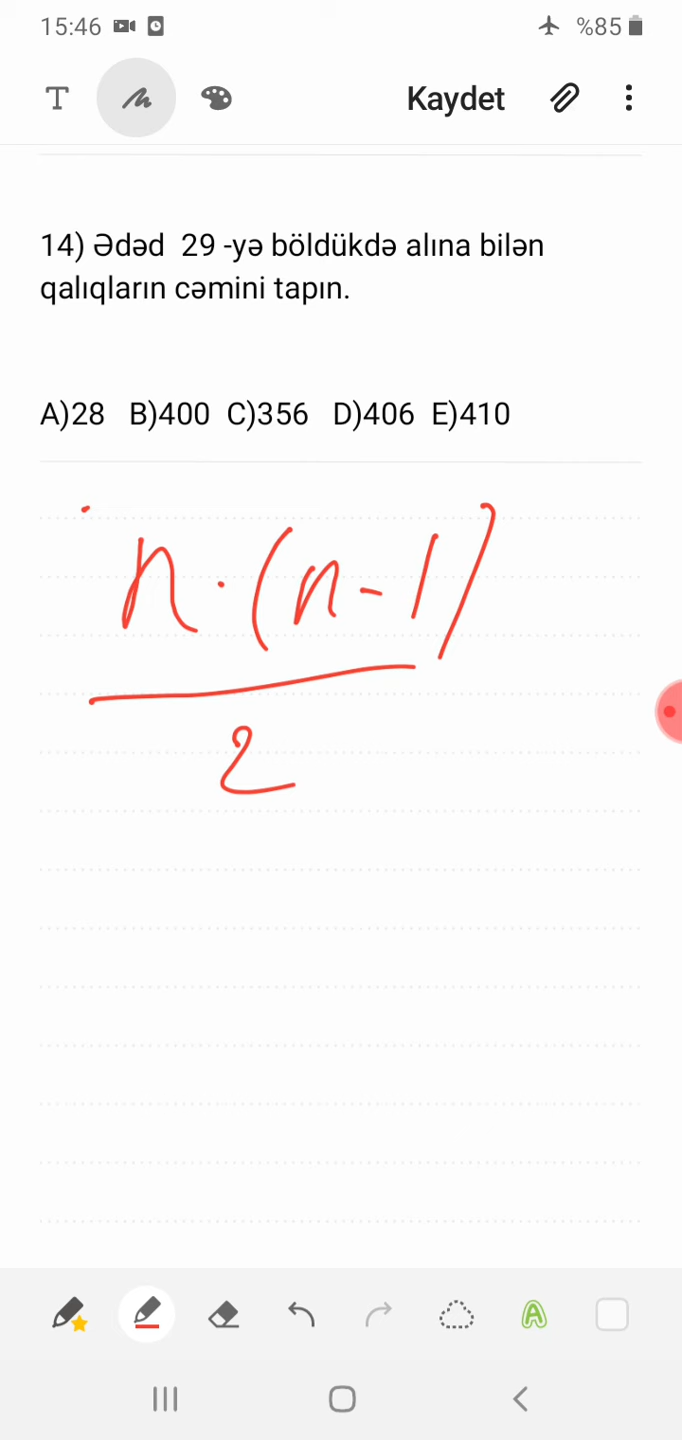 15:46 %85
T Kaydet
14) Ədəd 29 -yə böldükdə alına bilən
qalıqların cəmini tapın.
A)28 B)400 C)356 D)406 E)410
n·(n-1)
2
A